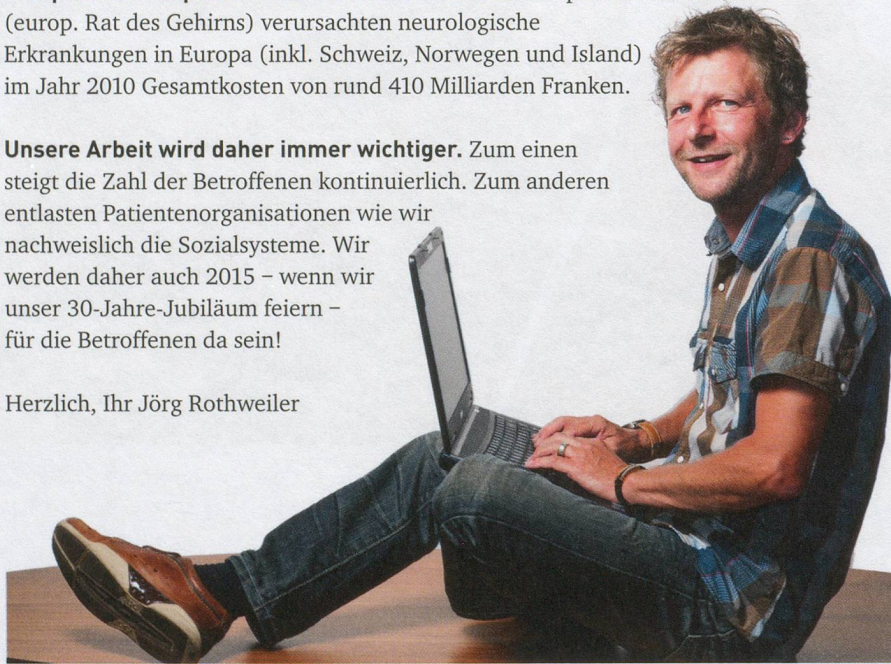 (europ. Rat des Gehirns) verursachten neurologische
Erkrankungen in Europa (inkl. Schweiz, Norwegen und Island)
im Jahr 2010 Gesamtkosten von rund 410 Milliarden Franken.
Unsere Arbeit wird daher immer wichtiger. Zum einen
steigt die Zahl der Betroffenen kontinuierlich. Zum anderen
entlasten Patientenorganisationen wie wir
nachweislich die Sozialsysteme. Wir
werden daher auch 2015 – wenn wir
unser 30-Jahre-Jubiläum feiern –
für die Betroffenen da sein!
Herzlich, Ihr Jörg Rothweiler